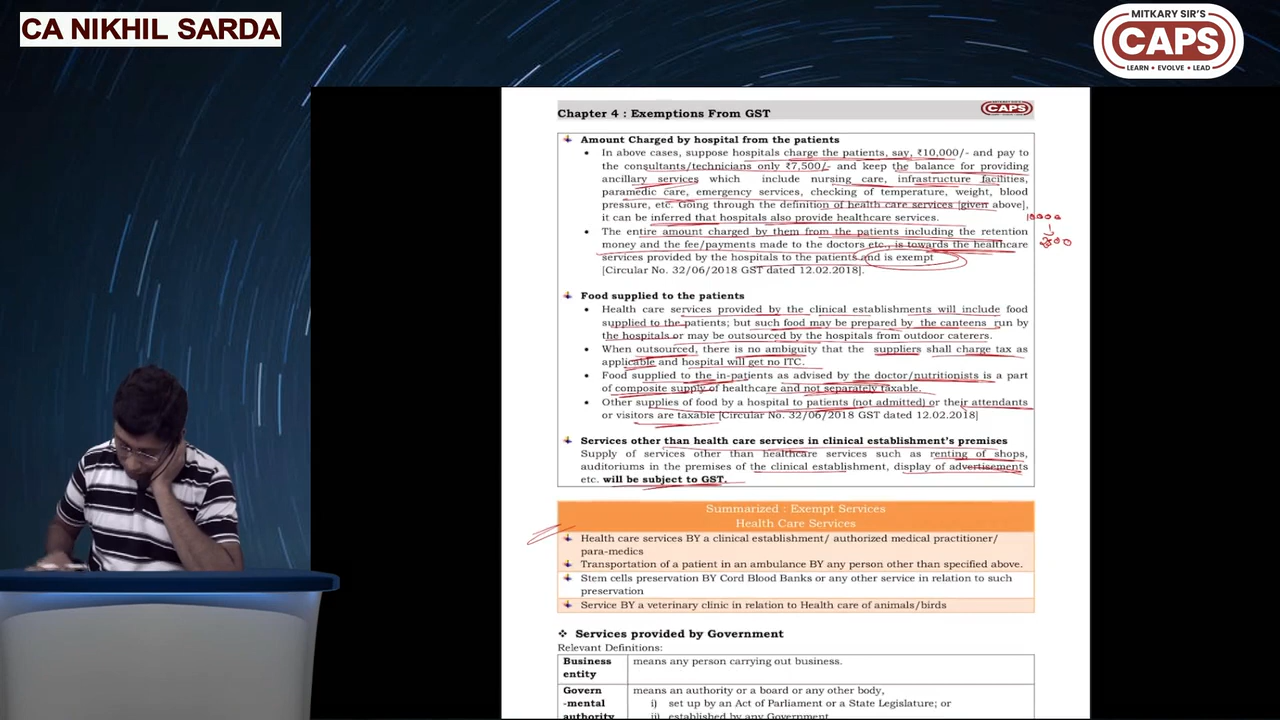 CA NIKHIL SARDA
MITKARY SIR'S
CAPS
LEARN • EVOLVE • LEAD
Chapter 4 : Exemptions From GST
CAPS
Amount Charged by hospital from the patients
• In above cases, suppose hospitals charge the patients, say, ₹10,000/- and pay to
the consultants/technicians only ₹7,500/- and keep the balance for providing
ancillary services which include nursing care, infrastructure facilities,
paramedic care, emergency services, checking of temperature, weight, blood
pressure, etc. Going through the definition of health care services [given above],
it can be inferred that hospitals also provide healthcare services.
• The entire amount charged by them from the patients including the retention
money and the fee/payments made to the doctors etc., is towards the healthcare
services provided by the hospitals to the patients and is exempt
[Circular No. 32/06/2018 GST dated 12.02.2018].
10000
Food supplied to the patients
• Health care services provided by the clinical establishments will include food
supplied to the patients; but such food may be prepared by the canteens run by
the hospitals or may be outsourced by the hospitals from outdoor caterers.
• When outsourced, there is no ambiguity that the suppliers shall charge tax as
applicable and hospital will get no ITC.
• Food supplied to the in-patients as advised by the doctor/nutritionists is a part
of composite supply of healthcare and not separately taxable.
• Other supplies of food by a hospital to patients (not admitted) or their attendants
or visitors are taxable [Circular No. 32/06/2018 GST dated 12.02.2018]
Services other than health care services in clinical establishment's premises
Supply of services other than healthcare services such as renting of shops,
auditoriums in the premises of the clinical establishment, display of advertisements
etc. will be subject to GST.
Summarized : Exempt Services
Health Care Services
Health care services BY a clinical establishment/ authorized medical practitioner/
para-medics
Transportation of a patient in an ambulance BY any person other than specified above.
Stem cells preservation BY Cord Blood Banks or any other service in relation to such
preservation
Service BY a veterinary clinic in relation to Health care of animals/birds
❖ Services provided by Government
Relevant Definitions:
Business means any person carrying out business.
entity
Govern means an authority or a board or any other body,
-mental i) set up by an Act of Parliament or a State Legislature; or
authority ii) established by any Government,